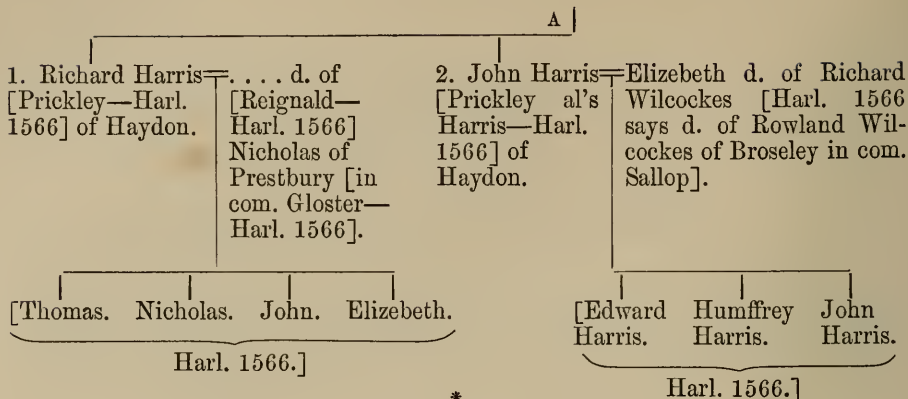 A
1. Richard Harris=. . . . d. of
[Prickley—Harl.
1566] of Haydon.
[Reignald—
Harl. 1566]
Nicholas of
Prestbury [in
com. Gloster—
Harl. 1566].
2. John Harris=Elizebeth d. of Richard
[Prickley al's
Harris—Harl.
1566] of
Haydon.
Wilcockes [Harl. 1566
says d. of Rowland Wil-
cockes of Broseley in com.
Sallop].
[Thomas. Nicholas. John. Elizebeth.
Harl. 1566.]
[Edward Humffrey John
Harris. Harris. Harris.
Harl. 1566.]
*